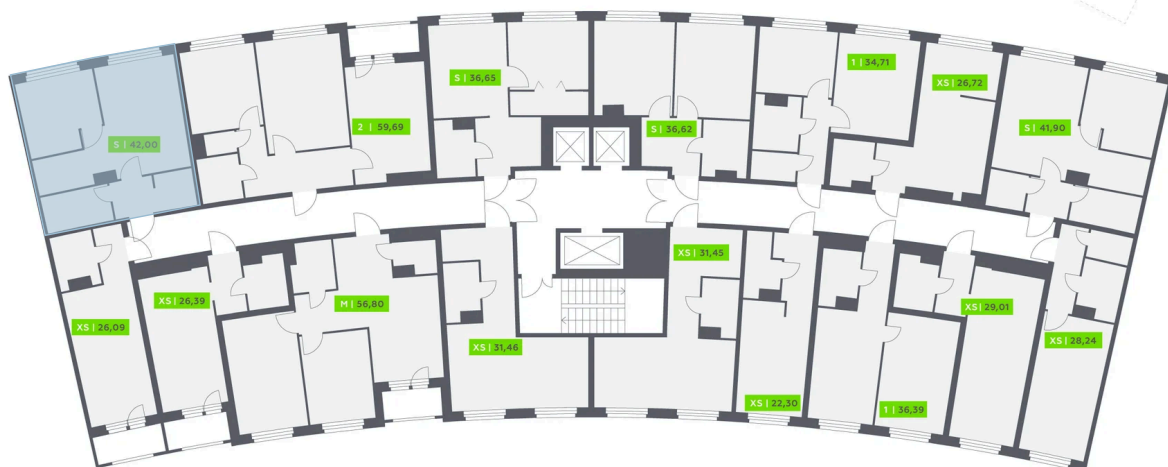 1 | 34,71
S | 36,65
XS | 26,72
2 | 59,69
S | 36,62
S | 41,90
S | 42,00
XS | 31,45
XS | 26,39
M | 56,80
XS | 29,01
XS | 26,09
XS | 28,24
XS | 31,46
XS | 22,30
1 | 36,39